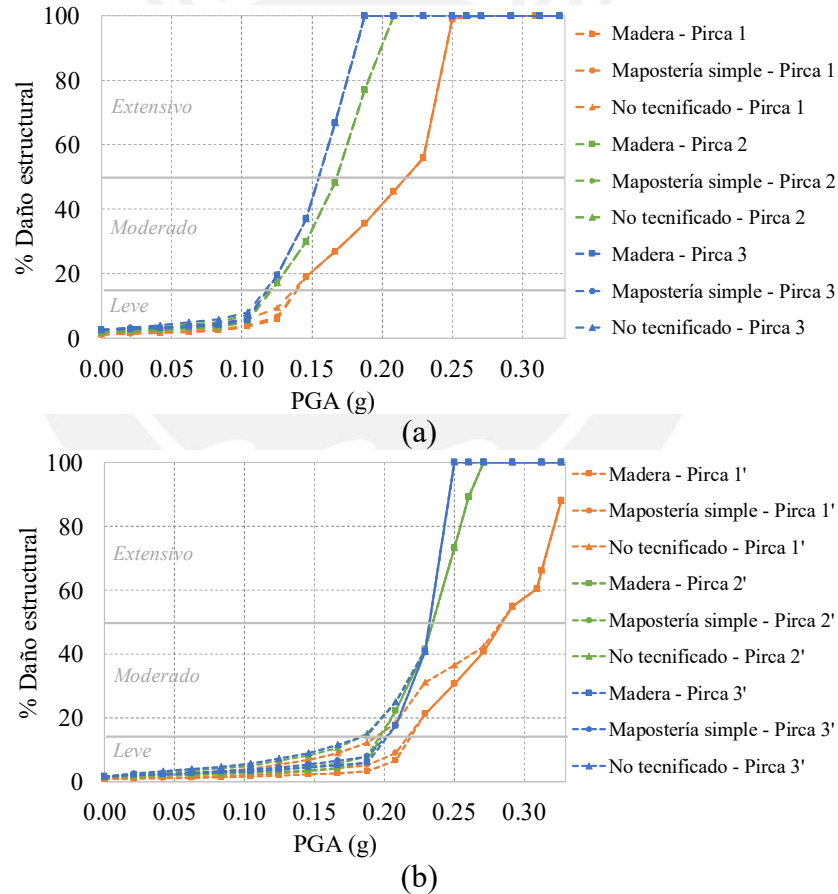 100
80
60
40
20
0
% Daño estructural
Extensivo
Moderado
Leve
0.00 0.05 0.10 0.15 0.20 0.25 0.30
PGA (g)
Madera - Pirca 1
Mapostería simple - Pirca 1
No tecnificado - Pirca 1
Madera - Pirca 2
Mapostería simple - Pirca 2
No tecnificado - Pirca 2
Madera - Pirca 3
Mapostería simple - Pirca 3
No tecnificado - Pirca 3
(a)
100
80
60
40
20
0
% Daño estructural
Extensivo
Moderado
Leve
0.00 0.05 0.10 0.15 0.20 0.25 0.30
PGA (g)
Madera - Pirca 1'
Mapostería simple - Pirca 1'
No tecnificado - Pirca 1'
Madera - Pirca 2'
Mapostería simple - Pirca 2'
No tecnificado - Pirca 2'
Madera - Pirca 3'
Mapostería simple - Pirca 3'
No tecnificado - Pirca 3'
(b)